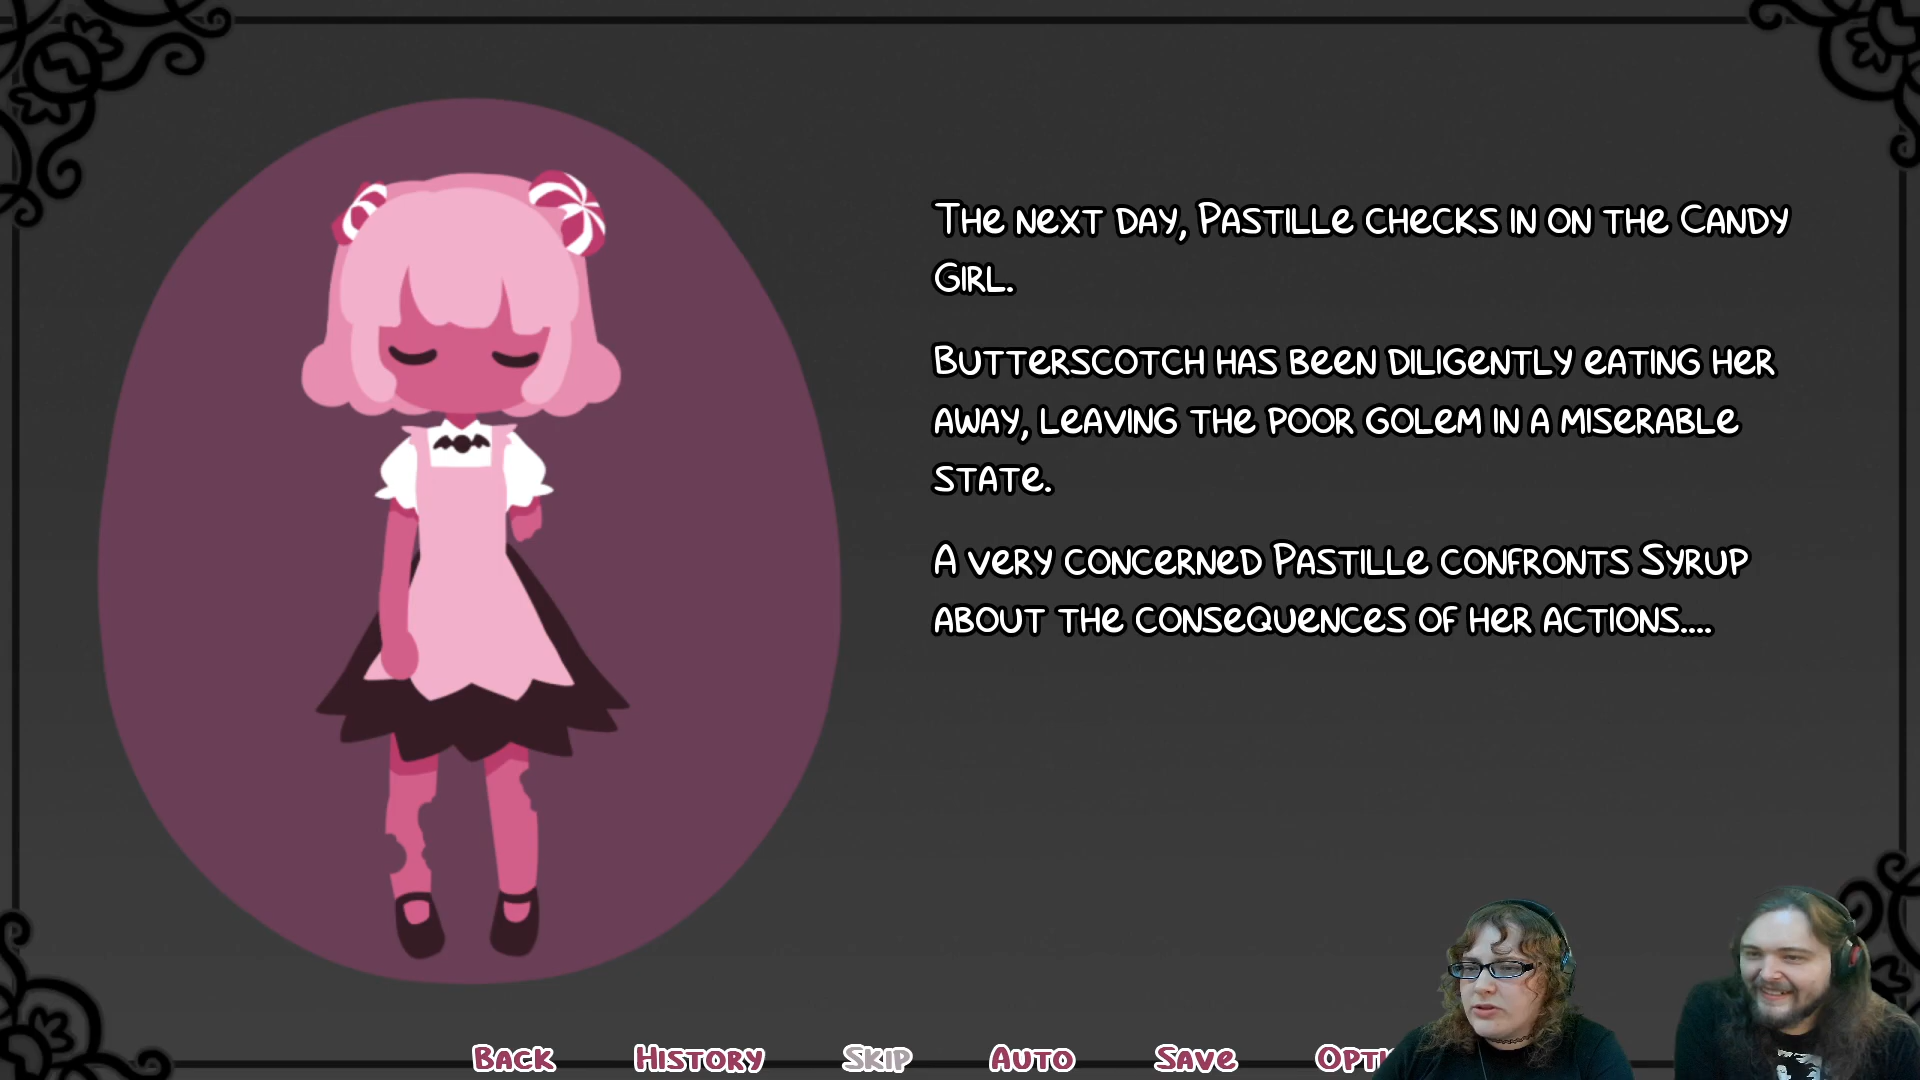 The next day, Pastille checks in on the Candy
Girl.
Butterscotch has been diligently eating her
away, leaving the poor golem in a miserable
state.
A very concerned Pastille confronts Syrup
about the consequences of her actions....
Back History Skip Auto Save